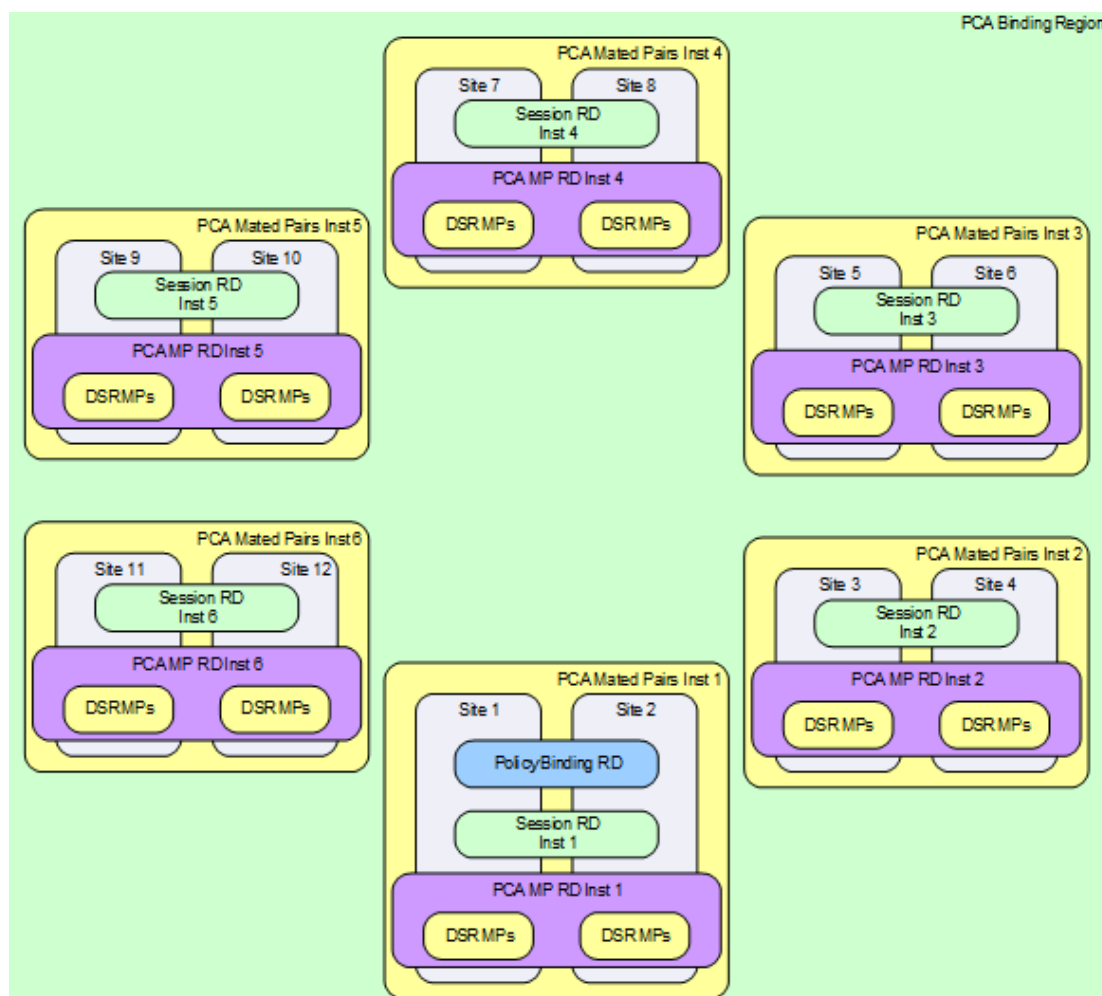 PCA Binding Region
PCA Mated Pairs Inst 4
Site 7
Site 8
Session RD
Inst 4
PCA MP RD Inst 4
DSR MPs
DSR MPs
PCA Mated Pairs Inst 5
Site 9
Site 10
Session RD
Inst 5
PCA MP RD Inst 5
DSR MPs
DSR MPs
PCA Mated Pairs Inst 3
Site 5
Site 6
Session RD
Inst 3
PCA MP RD Inst 3
DSR MPs
DSR MPs
PCA Mated Pairs Inst 6
Site 11
Site 12
Session RD
Inst 6
PCA MP RD Inst 6
DSR MPs
DSR MPs
PCA Mated Pairs Inst 2
Site 3
Site 4
Session RD
Inst 2
PCA MP RD Inst 2
DSR MPs
DSR MPs
PCA Mated Pairs Inst 1
Site 1
Site 2
Policy Binding RD
Session RD
Inst 1
PCA MP RD Inst 1
DSR MPs
DSR MPs